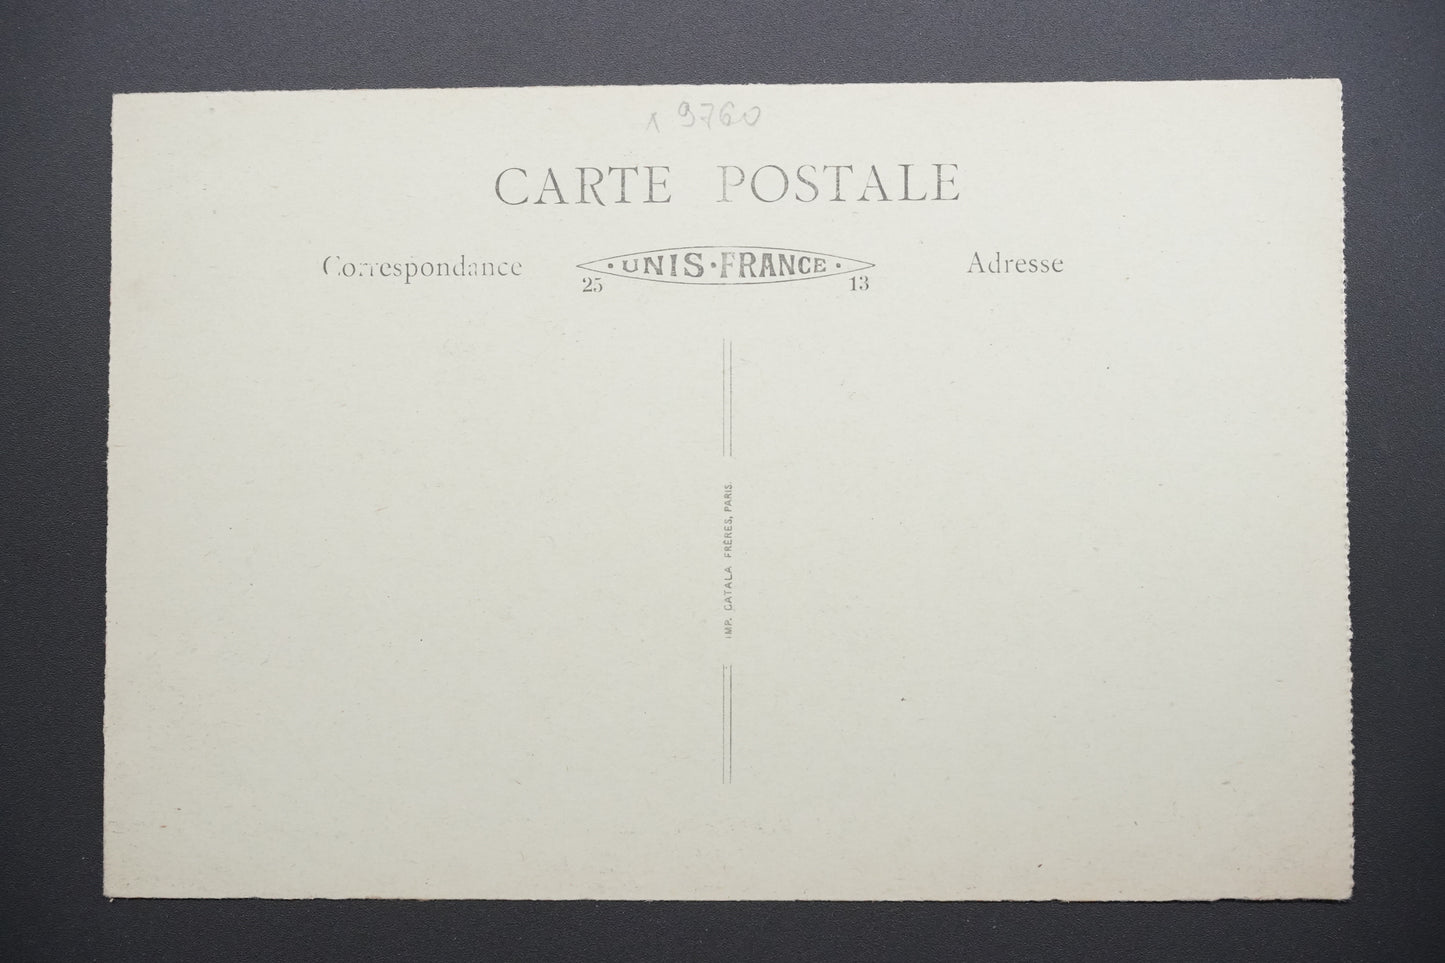 x 9760
CARTE POSTALE
Correspondance
· UNIS · FRANCE ·
25 13
Adresse
IMP. CATALA FRÈRES, PARIS.